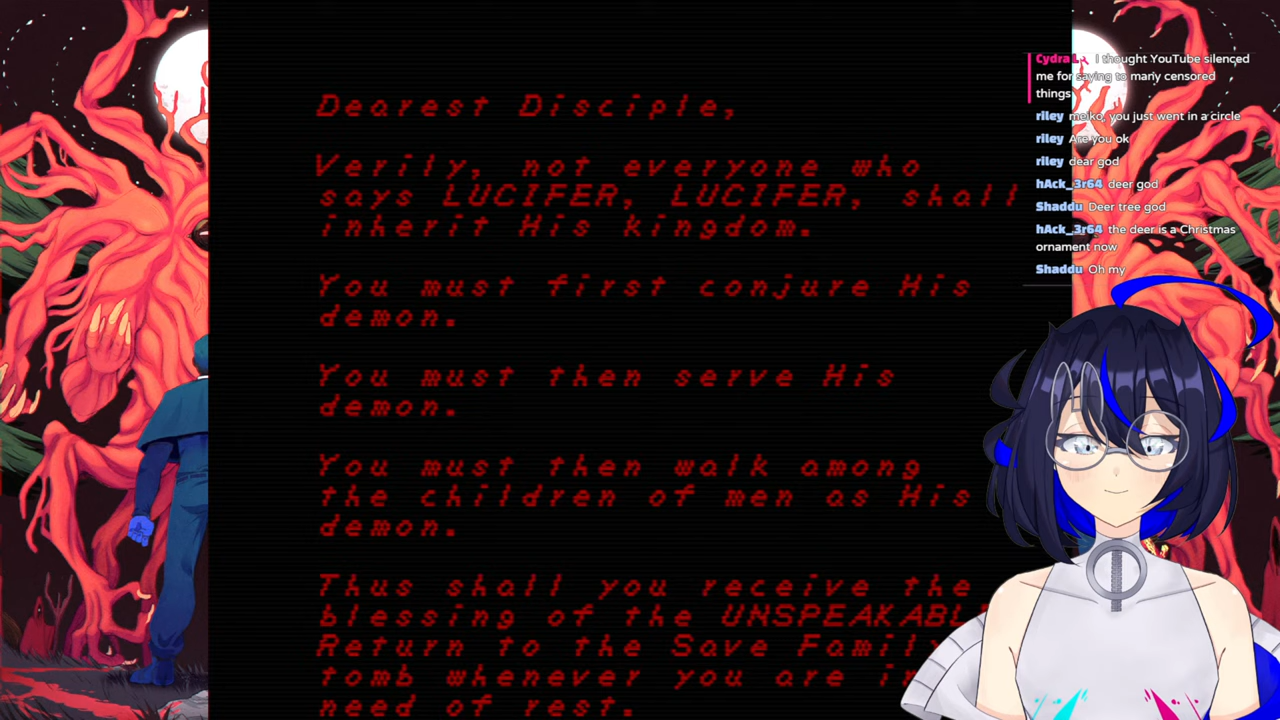 Dearest Disciple,
Verily, not everyone who
says LUCIFER, LUCIFER, shall
inherit His kingdom.
You must first conjure His
demon.
You must then serve His
demon.
You must then walk among
the children of men as His
demon.
Thus shall you receive the
blessing of the
Return to the Save Family
tomb whenever you are in
need of rest.
CydraL I thought YouTube silenced
me for saying to many censored
things
riley meiko, you just went in a circle
riley Are you ok
riley dear god
hAck_3r64 deer god
Shaddu Deer tree god
hAck_3r64 the deer is a Christmas
ornament now
Shaddu Oh my